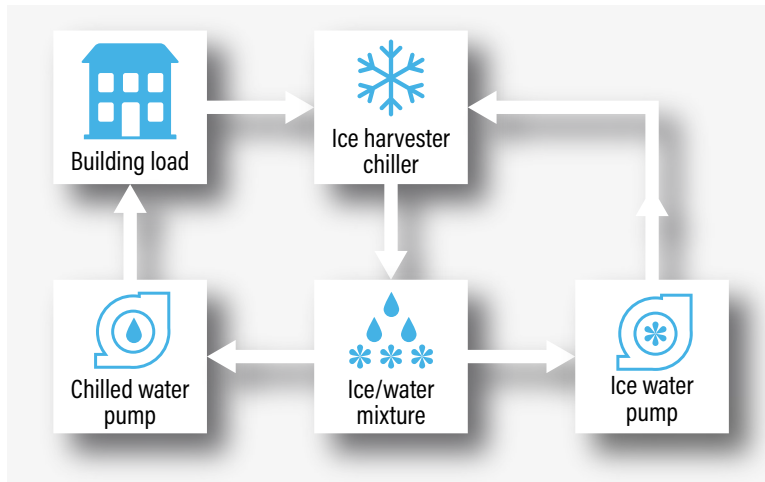 Building load
Ice harvester
chiller
Chilled water
pump
Ice/water
mixture
Ice water
pump